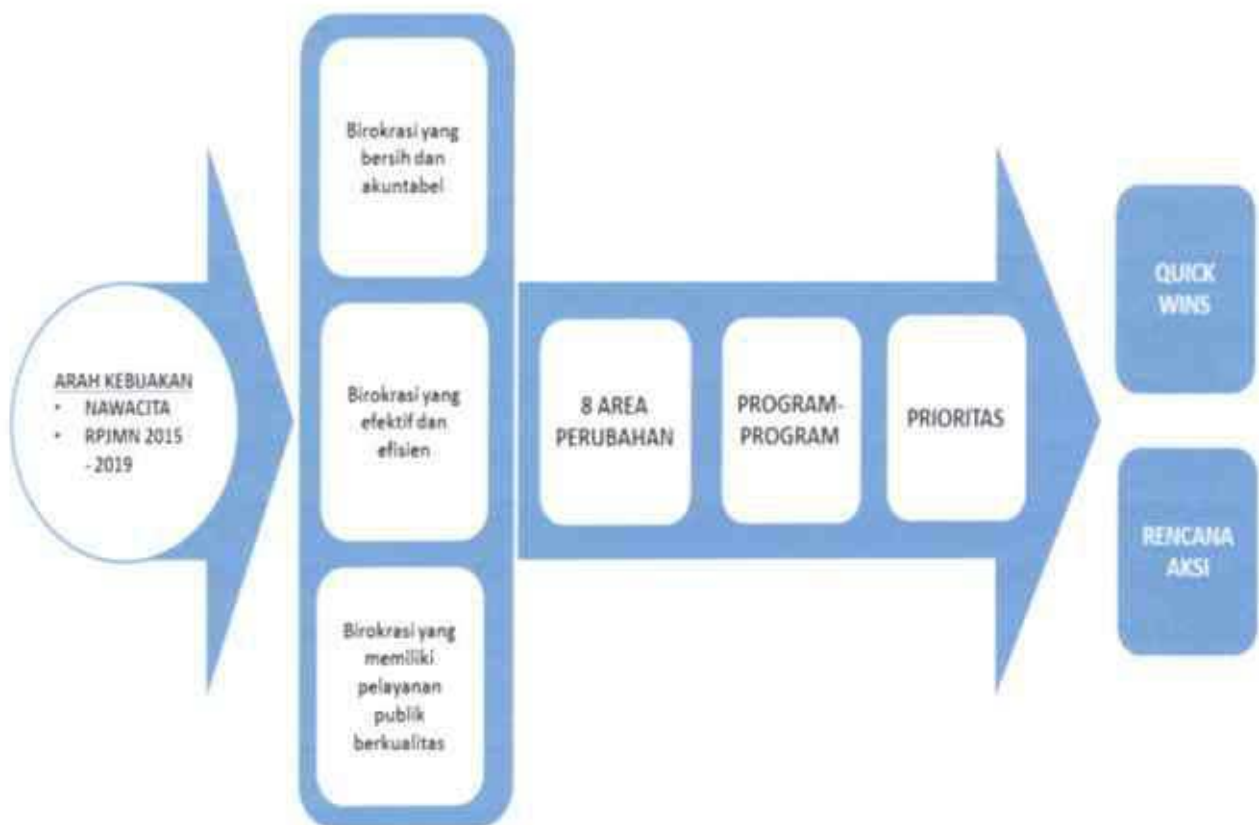 ARAH KEBIJAKAN
• NAWACITA
• RPJMN 2015
- 2019
Birokrasi yang
bersih dan
akuntabel
Birokrasi yang
efektif dan
efisien
Birokrasi yang
memiliki
pelayanan
publik
berkualitas
8 AREA
PERUBAHAN
PROGRAM-
PROGRAM
PRIORITAS
QUICK
WINS
RENCANA
AKSI